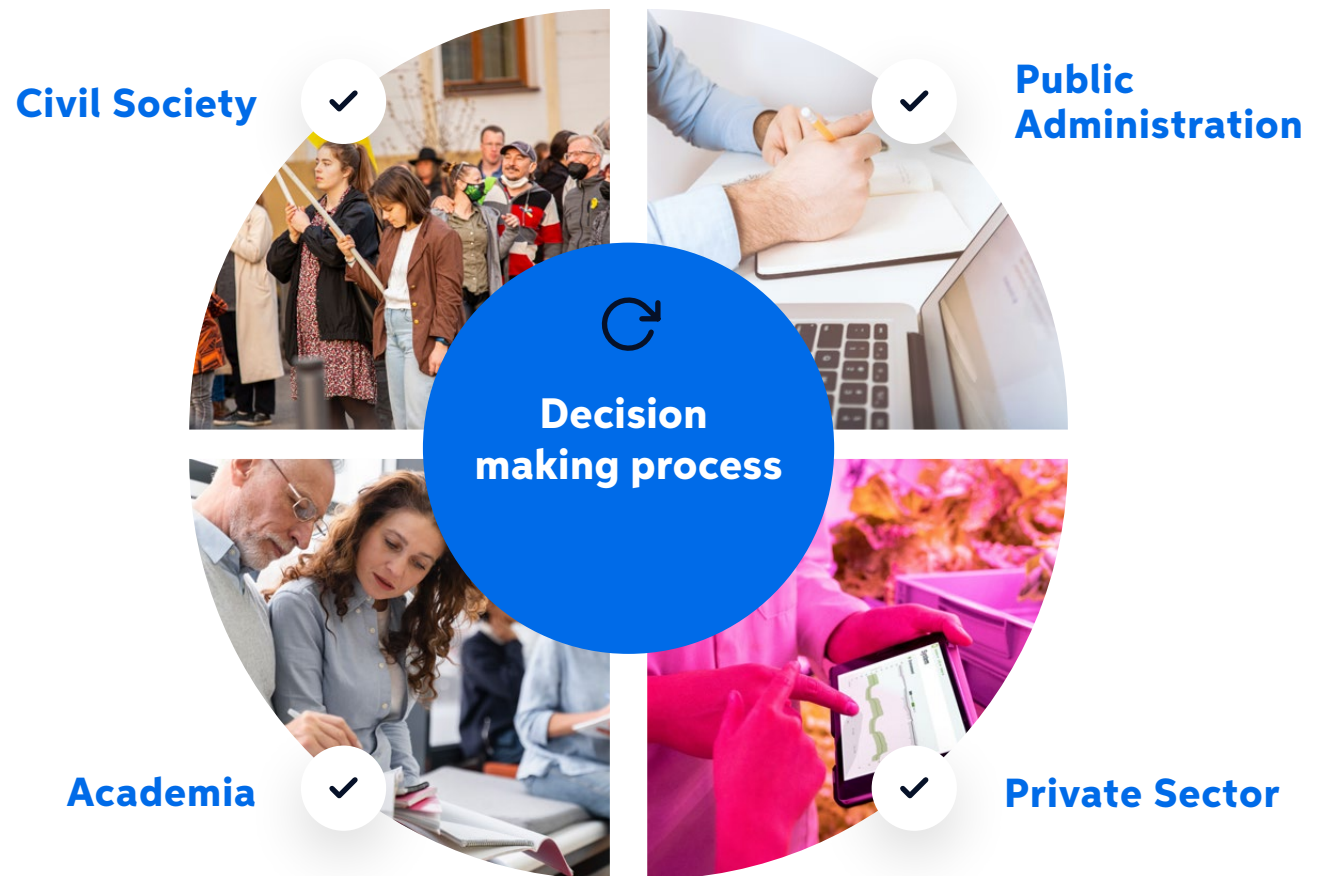 Civil Society
Public
Administration
Decision
making process
Academia
Private Sector